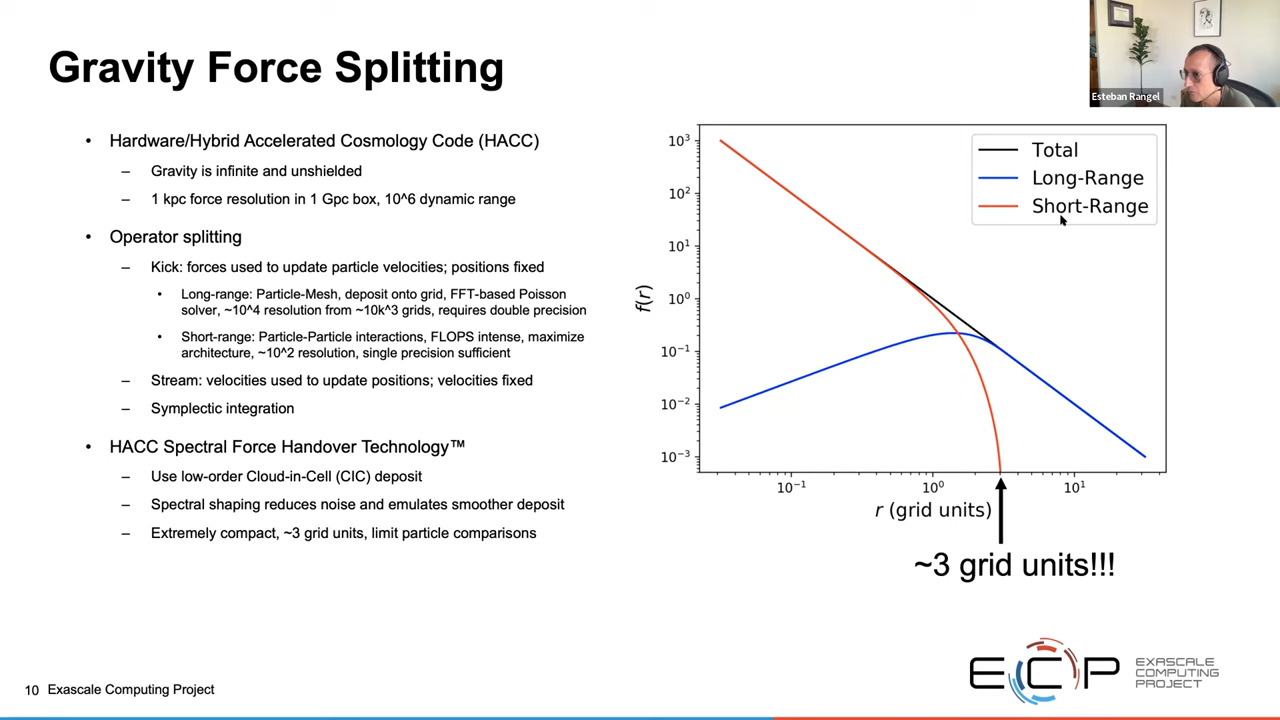 Gravity Force Splitting
Esteban Rangel
• Hardware/Hybrid Accelerated Cosmology Code (HACC)
– Gravity is infinite and unshielded
– 1 kpc force resolution in 1 Gpc box, 10^6 dynamic range
• Operator splitting
– Kick: forces used to update particle velocities; positions fixed
• Long-range: Particle-Mesh, deposit onto grid, FFT-based Poisson
solver, ~10^4 resolution from ~10k^3 grids, requires double precision
• Short-range: Particle-Particle interactions, FLOPS intense, maximize
architecture, ~10^2 resolution, single precision sufficient
– Stream: velocities used to update positions; velocities fixed
– Symplectic integration
• HACC Spectral Force Handover Technology™
– Use low-order Cloud-in-Cell (CIC) deposit
– Spectral shaping reduces noise and emulates smoother deposit
– Extremely compact, ~3 grid units, limit particle comparisons
Total
Long-Range
Short-Range
10³
10²
10¹
10⁰
10⁻¹
10⁻²
10⁻³
f(r)
10⁻¹ 10⁰ 10¹
r (grid units)
~3 grid units!!!
10 Exascale Computing Project
ECP
EXASCALE
COMPUTING
PROJECT